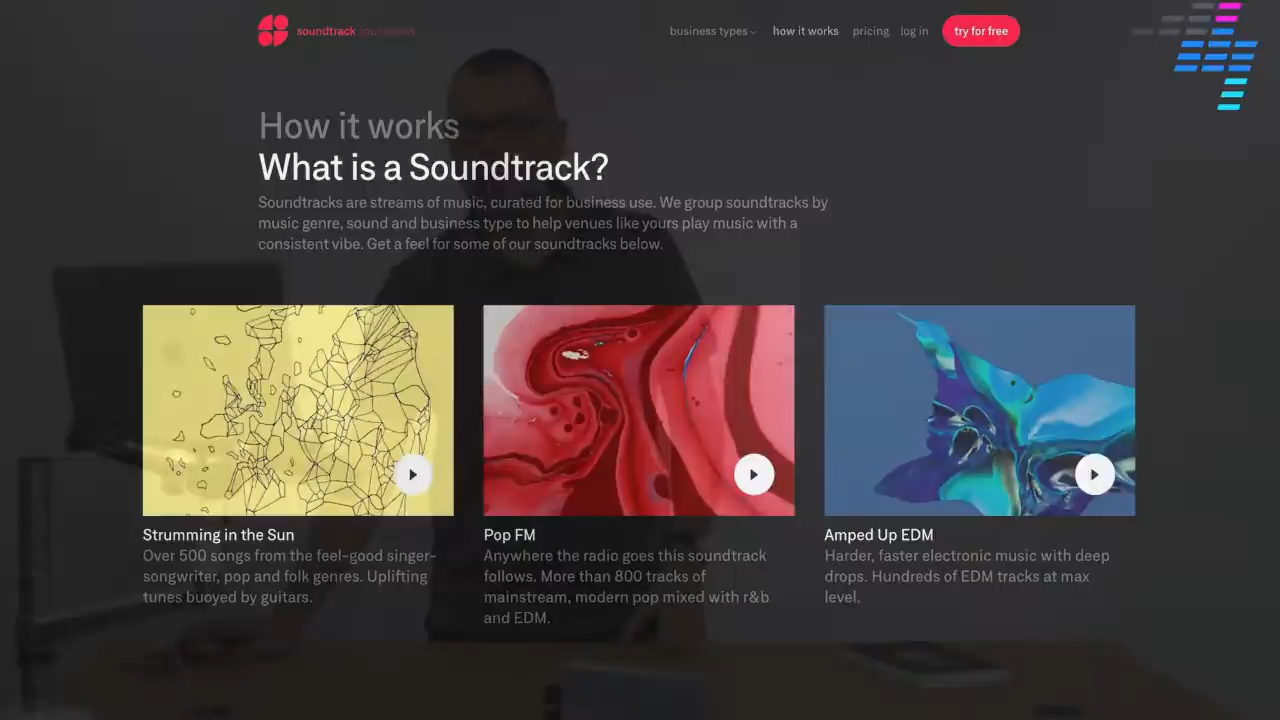 soundtrack your brand
business types
how it works
pricing
log in
try for free
How it works
What is a Soundtrack?
Soundtracks are streams of music, curated for business use. We group soundtracks by
music genre, sound and business type to help venues like yours play music with a
consistent vibe. Get a feel for some of our soundtracks below.
Strumming in the Sun
Over 500 songs from the feel-good singer-
songwriter, pop and folk genres. Uplifting
tunes buoyed by guitars.
Pop FM
Anywhere the radio goes this soundtrack
follows. More than 800 tracks of
mainstream, modern pop mixed with r&b
and EDM.
Amped Up EDM
Harder, faster electronic music with deep
drops. Hundreds of EDM tracks at max
level.